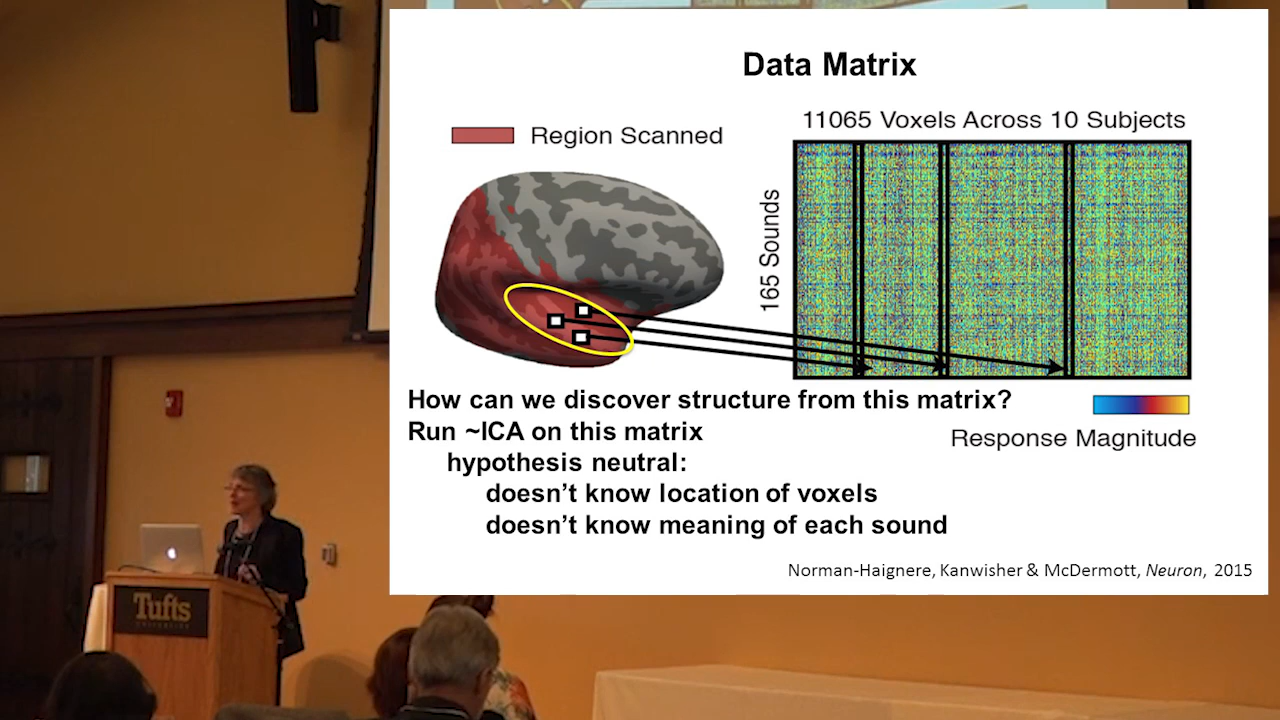 Data Matrix
Region Scanned
11065 Voxels Across 10 Subjects
165 Sounds
How can we discover structure from this matrix?
Run ~ICA on this matrix
hypothesis neutral:
doesn't know location of voxels
doesn't know meaning of each sound
Response Magnitude
Norman-Haignere, Kanwisher & McDermott, Neuron, 2015
Tufts
UNIVERSITY